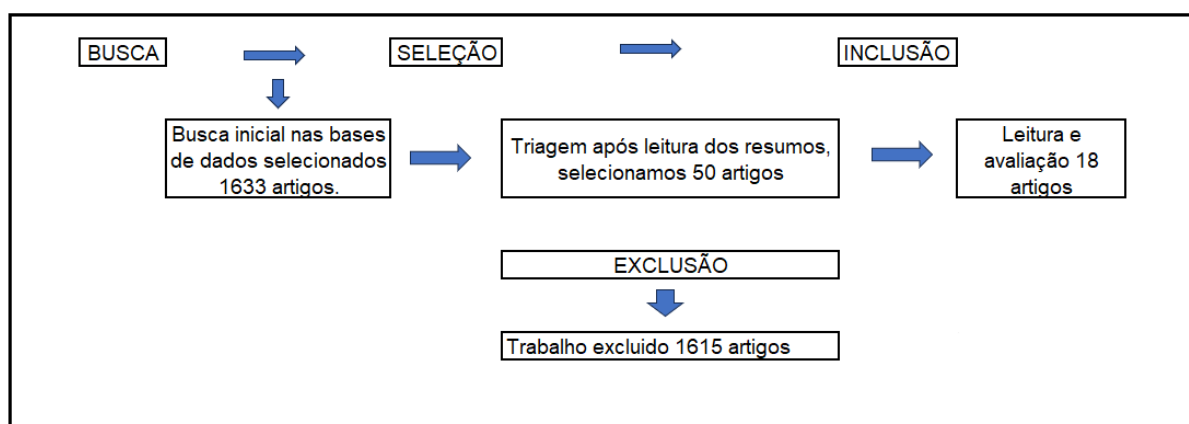 BUSCA
SELEÇÃO
INCLUSÃO
Busca inicial nas bases
de dados selecionados
1633 artigos.
Triagem após leitura dos resumos,
selecionamos 50 artigos
Leitura e
avaliação 18
artigos
EXCLUSÃO
Trabalho excluido 1615 artigos